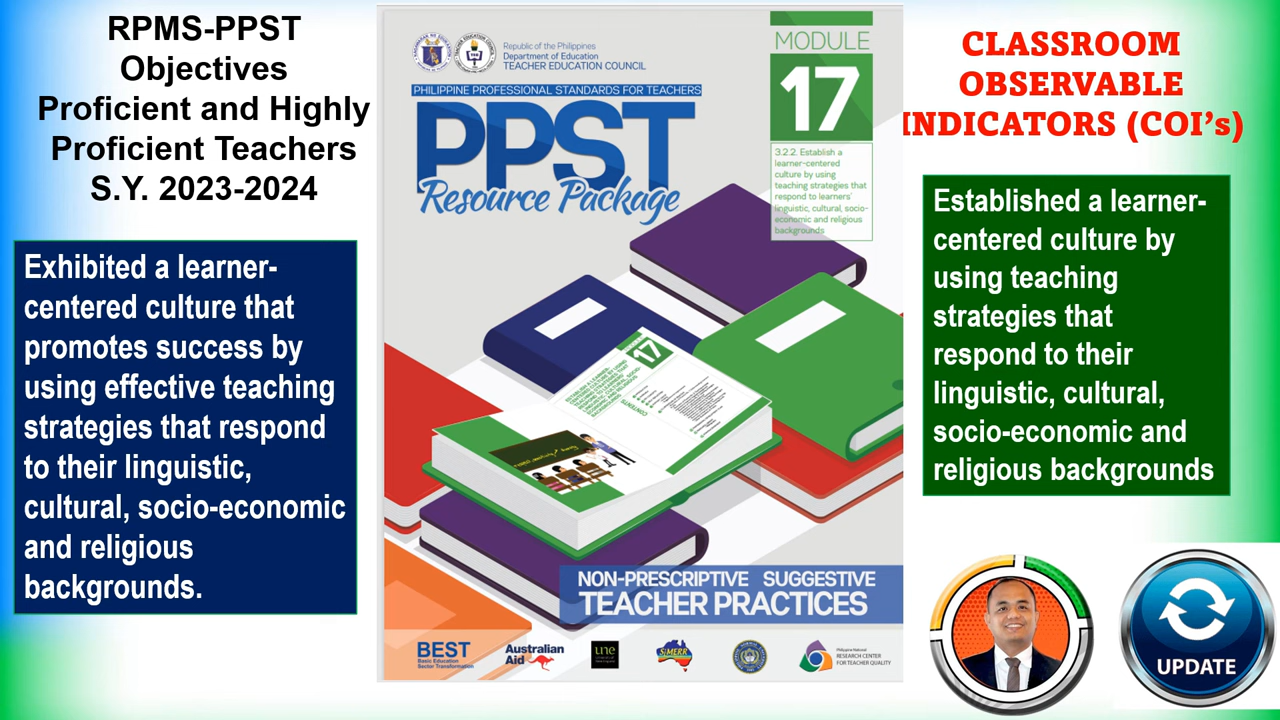 RPMS-PPST
Objectives
Proficient and Highly
Proficient Teachers
S.Y. 2023-2024
Exhibited a learner-
centered culture that
promotes success by
using effective teaching
strategies that respond
to their linguistic,
cultural, socio-economic
and religious
backgrounds.
Republic of the Philippines
Department of Education
TEACHER EDUCATION COUNCIL
PHILIPPINE PROFESSIONAL STANDARDS FOR TEACHERS
PPST
Resource Package
MODULE
17
3.2.2. Establish a
learner-centered
culture by using
teaching strategies that
respond to learners'
linguistic, cultural, socio-
economic and religious
backgrounds
17
CONTENTS
NON-PRESCRIPTIVE SUGGESTIVE
TEACHER PRACTICES
BEST
Basic Education
Sector Transformation
Australian
Aid
une
SiMERR
Philippine National
RESEARCH CENTER
FOR TEACHER QUALITY
CLASSROOM
OBSERVABLE
INDICATORS (COI's)
Established a learner-
centered culture by
using teaching
strategies that
respond to their
linguistic, cultural,
socio-economic and
religious backgrounds
UPDATE